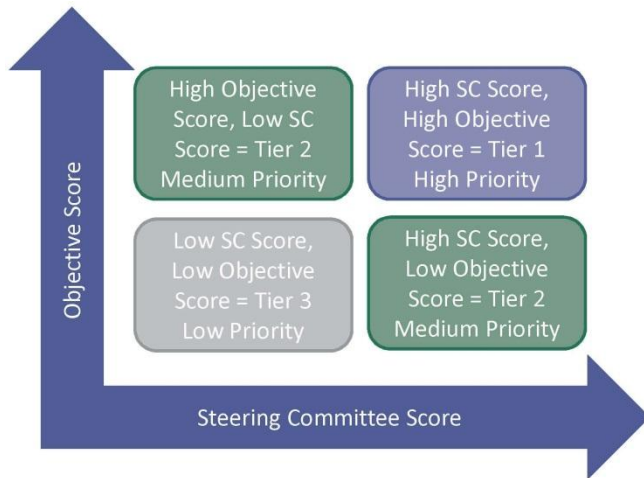 High Objective
Score, Low SC
Score = Tier 2
Medium Priority
High SC Score,
High Objective
Score = Tier 1
High Priority
Low SC Score,
Low Objective
Score = Tier 3
Low Priority
High SC Score,
Low Objective
Score = Tier 2
Medium Priority
Objective Score
Steering Committee Score